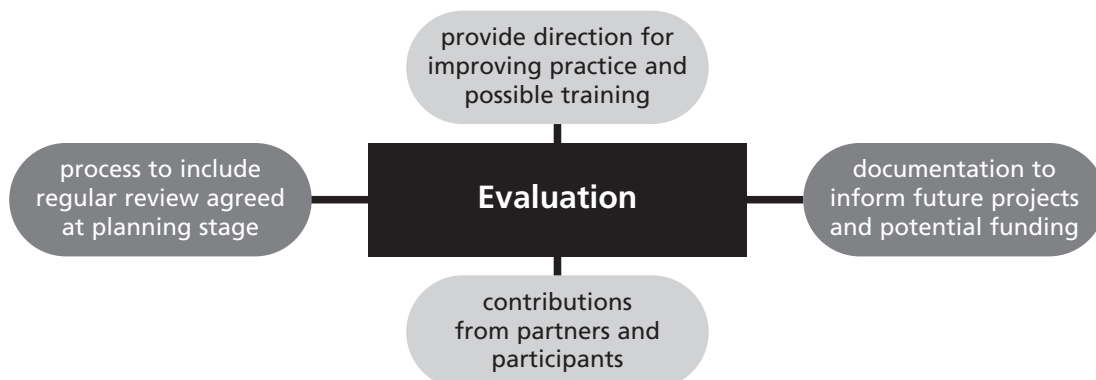 provide direction for
improving practice and
possible training
process to include
regular review agreed
at planning stage
Evaluation
documentation to
inform future projects
and potential funding
contributions
from partners and
participants